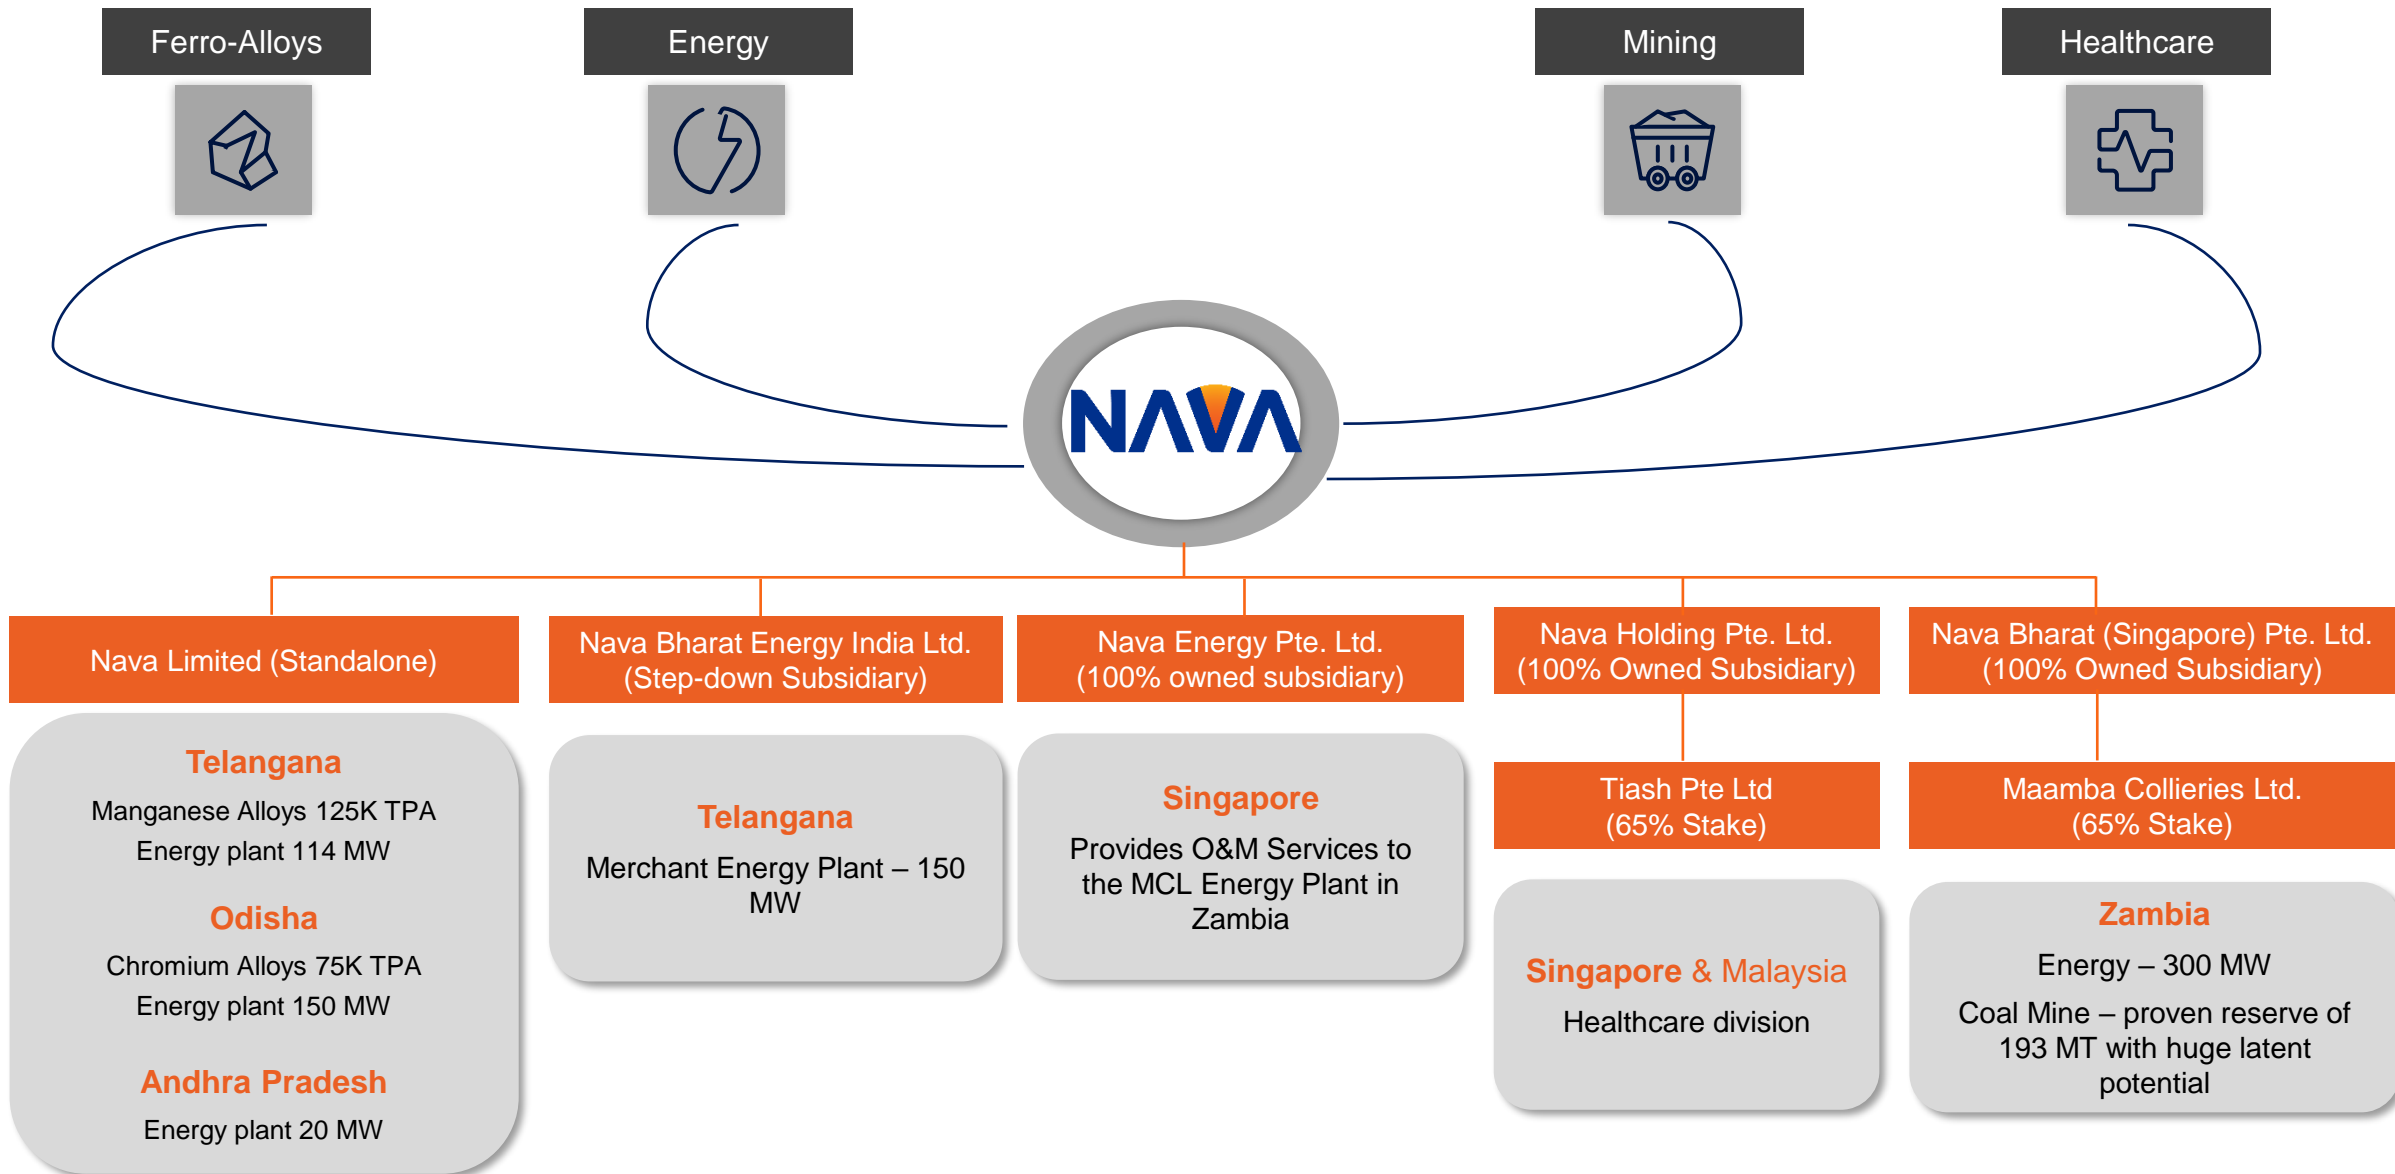 Ferro-Alloys
Energy
Mining
Healthcare
NAVA
Nava Limited (Standalone)
Nava Bharat Energy India Ltd.
(Step-down Subsidiary)
Nava Energy Pte. Ltd.
(100% owned subsidiary)
Nava Holding Pte. Ltd.
(100% Owned Subsidiary)
Nava Bharat (Singapore) Pte. Ltd.
(100% Owned Subsidiary)
Telangana
Manganese Alloys 125K TPA
Energy plant 114 MW
Odisha
Chromium Alloys 75K TPA
Energy plant 150 MW
Andhra Pradesh
Energy plant 20 MW
Telangana
Merchant Energy Plant – 150
MW
Singapore
Provides O&M Services to
the MCL Energy Plant in
Zambia
Tiash Pte Ltd
(65% Stake)
Singapore & Malaysia
Healthcare division
Maamba Collieries Ltd.
(65% Stake)
Zambia
Energy – 300 MW
Coal Mine – proven reserve of
193 MT with huge latent
potential